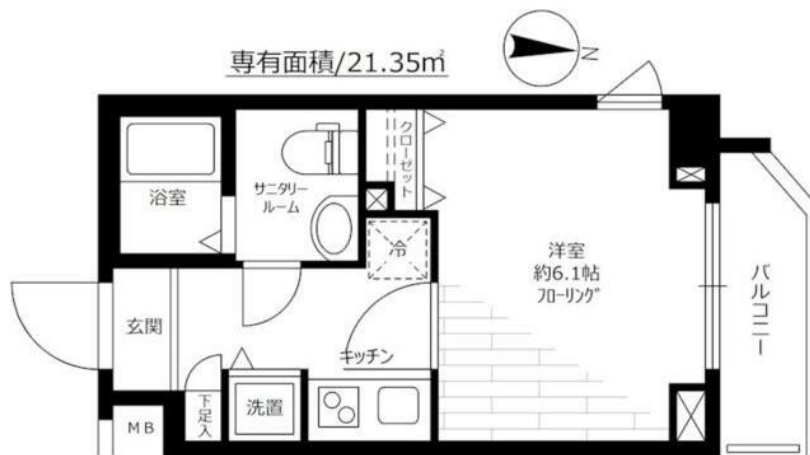 専有面積/21.35㎡
N
浴室
サニタリー
ルーム
クローゼット
冷
洋室
約6.1帖
フローリング
バルコニー
玄関
キッチン
下足入
洗置
MB